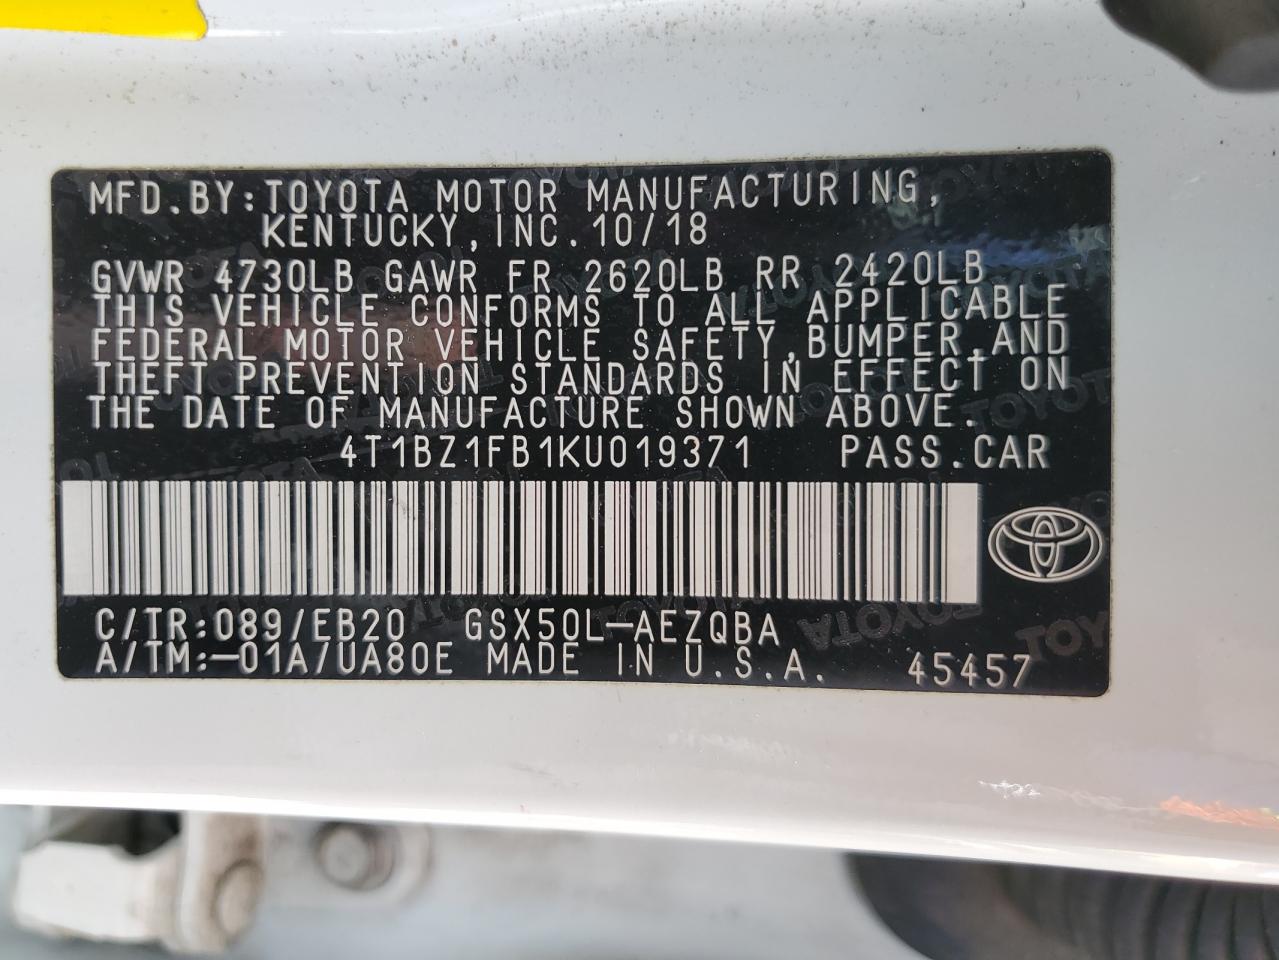 MFD.BY:TOYOTA MOTOR MANUFACTURING,
KENTUCKY,INC.10/18
GVWR 4730LB GAWR FR 2620LB RR 2420LB
THIS VEHICLE CONFORMS TO ALL APPLICABLE
FEDERAL MOTOR VEHICLE SAFETY,BUMPER,AND
THEFT PREVENTION STANDARDS IN EFFECT ON
THE DATE OF MANUFACTURE SHOWN ABOVE.
4T1BZ1FB1KU019371 PASS.CAR
C/TR:089/EB20 GSX50L-AEZQBA
A/TM:-01A/UA80E MADE IN U.S.A. 45457